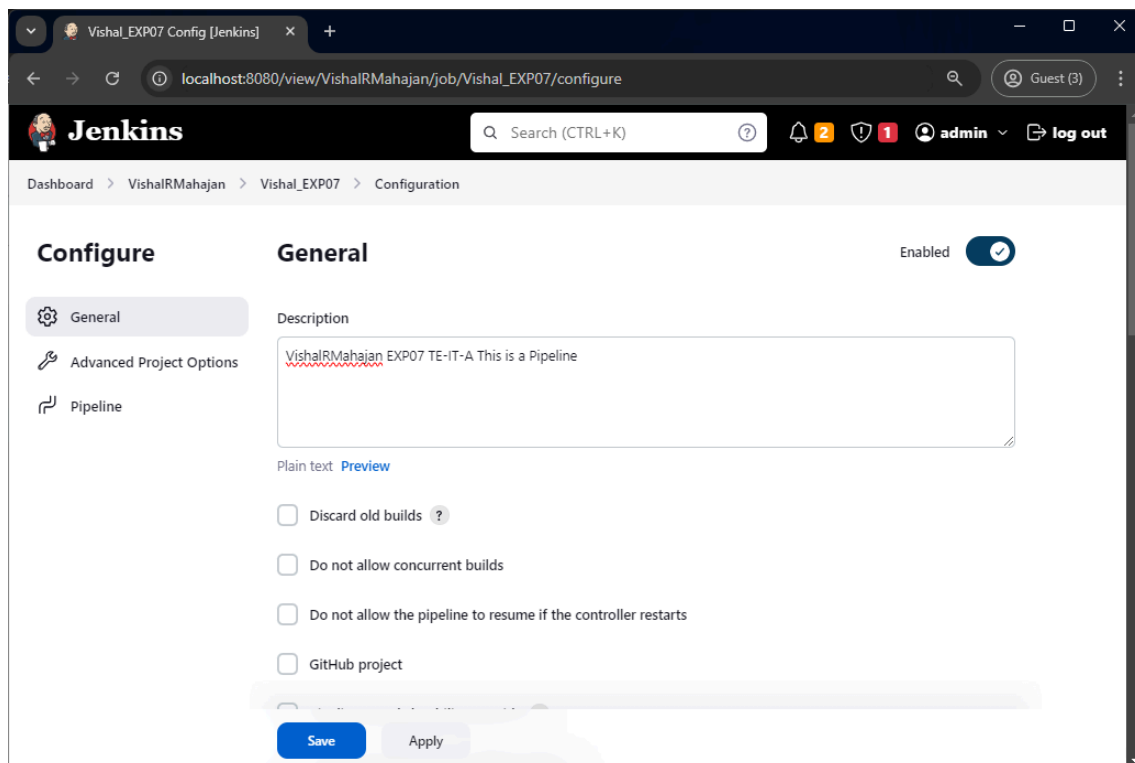 Vishal_EXP07 Config [Jenkins]
localhost:8080/view/VishalRMahajan/job/Vishal_EXP07/configure
Guest (3)
Jenkins
Search (CTRL+K)
?
2
1
admin
log out
Dashboard > VishalRMahajan > Vishal_EXP07 > Configuration
Configure
General
Advanced Project Options
Pipeline
General
Enabled
Description
VishalRMahajan EXP07 TE-IT-A This is a Pipeline
Plain text Preview
Discard old builds ?
Do not allow concurrent builds
Do not allow the pipeline to resume if the controller restarts
GitHub project
Save
Apply